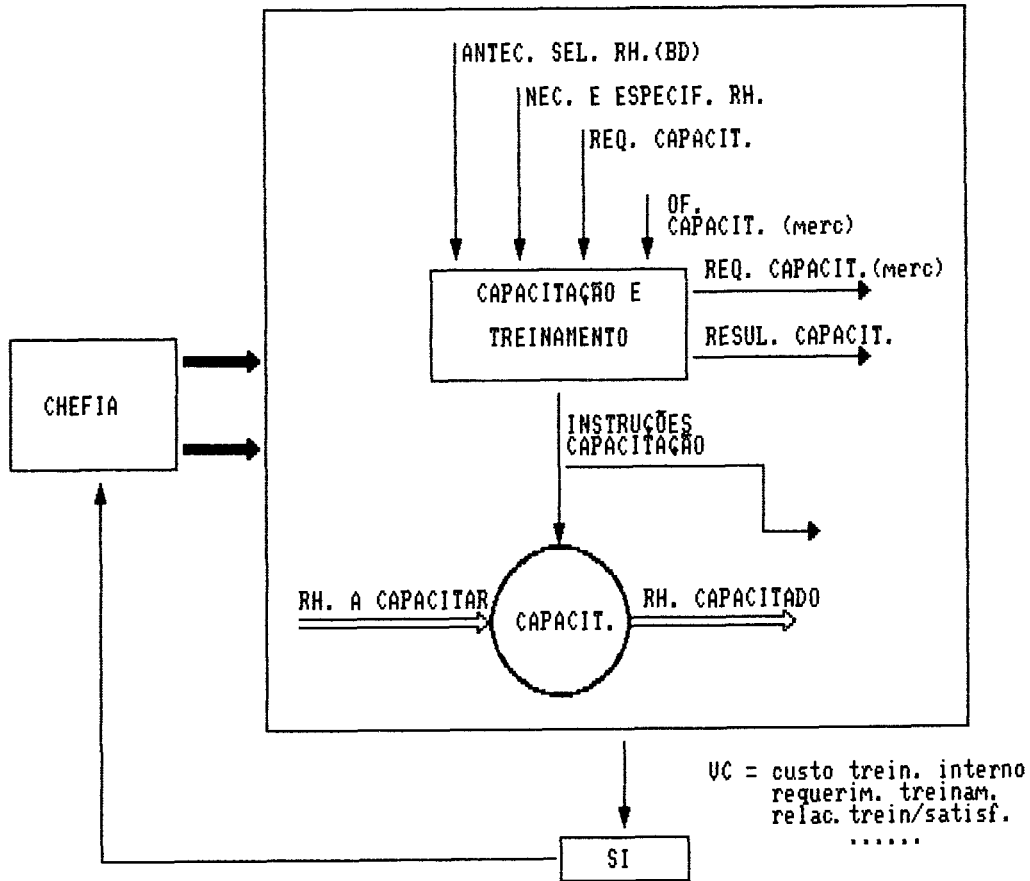 ANTEC. SEL. RH.(BD)
NEC. E ESPECIF. RH.
REQ. CAPACIT.
OF.
CAPACIT. (merc)
REQ. CAPACIT.(merc)
CAPACITAÇÃO E
TREINAMENTO
RESUL. CAPACIT.
CHEFIA
INSTRUÇÕES
CAPACITAÇÃO
RH. A CAPACITAR
CAPACIT.
RH. CAPACITADO
VC = custo trein. interno
requerim. treinam.
relac. trein/satisf.
......
SI